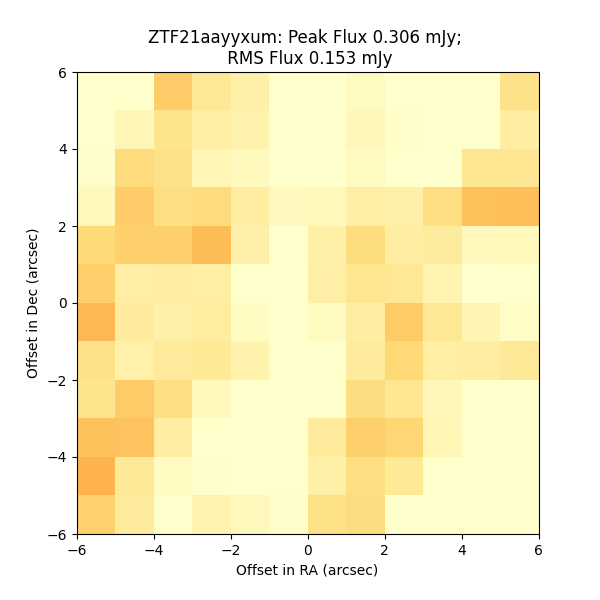 ZTF21aayyxum: Peak Flux 0.306 mJy;
RMS Flux 0.153 mJy
6
4
2
0
−2
−4
−6
Offset in Dec (arcsec)
−6 −4 −2 0 2 4 6
Offset in RA (arcsec)